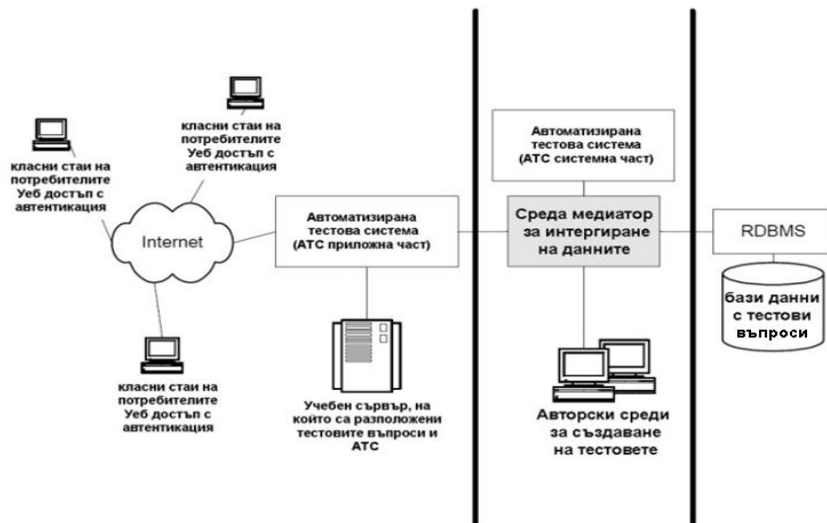 класни стаи на
потребителите
Уеб достъп с
автентикация
класни стаи на
потребителите
Уеб достъп с
автентикация
Internet
класни стаи на
потребителите
Уеб достъп с
автентикация
Автоматизирана
тестова система
(АТС приложна част)
Учебен сървър, на
който са разположени
тестовите въпроси и
АТС
Автоматизирана
тестова система
(АТС системна част)
Среда медиатор
за интергиране
на данните
Авторски среди
за създаване
на тестовете
RDBMS
бази данни
с тестови
въпроси